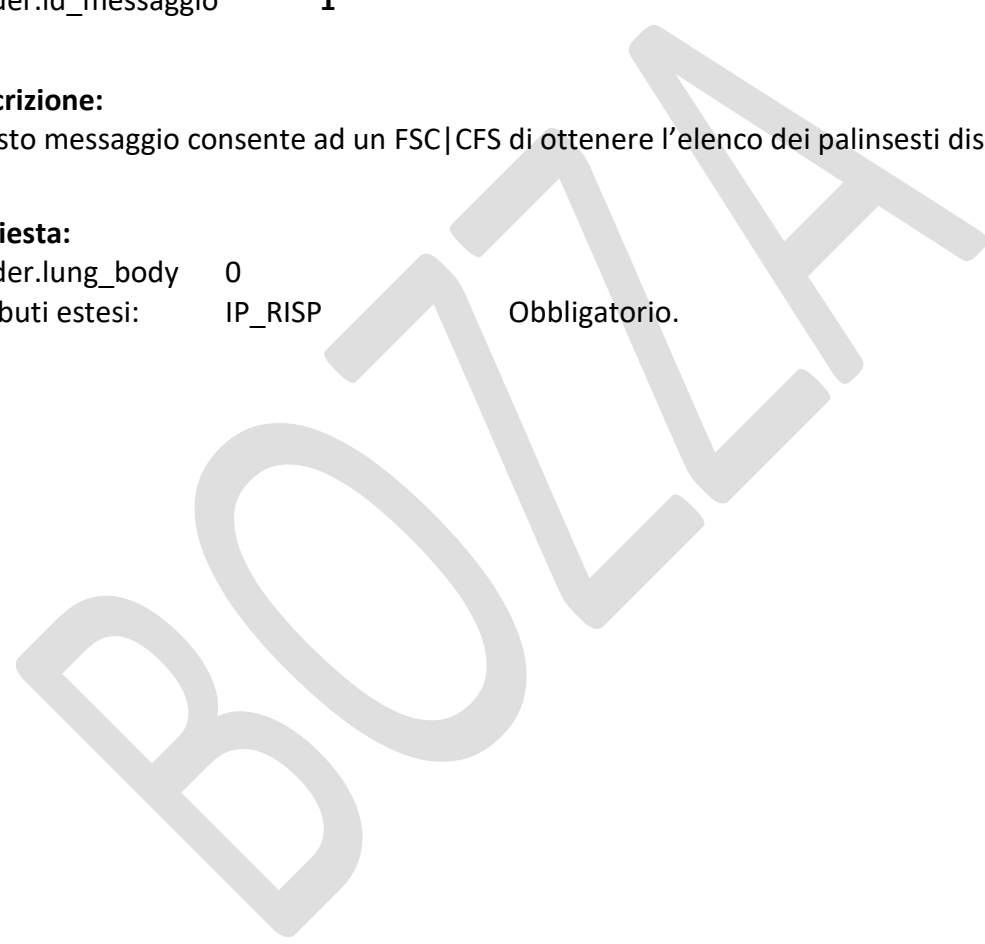 der.id_messaggio 1
crizione:
sto messaggio consente ad un FSC|CFS di ottenere l’elenco dei palinsesti dis
iesta:
der.lung_body 0
buti estesi: IP_RISP Obbligatorio.
BOZZA